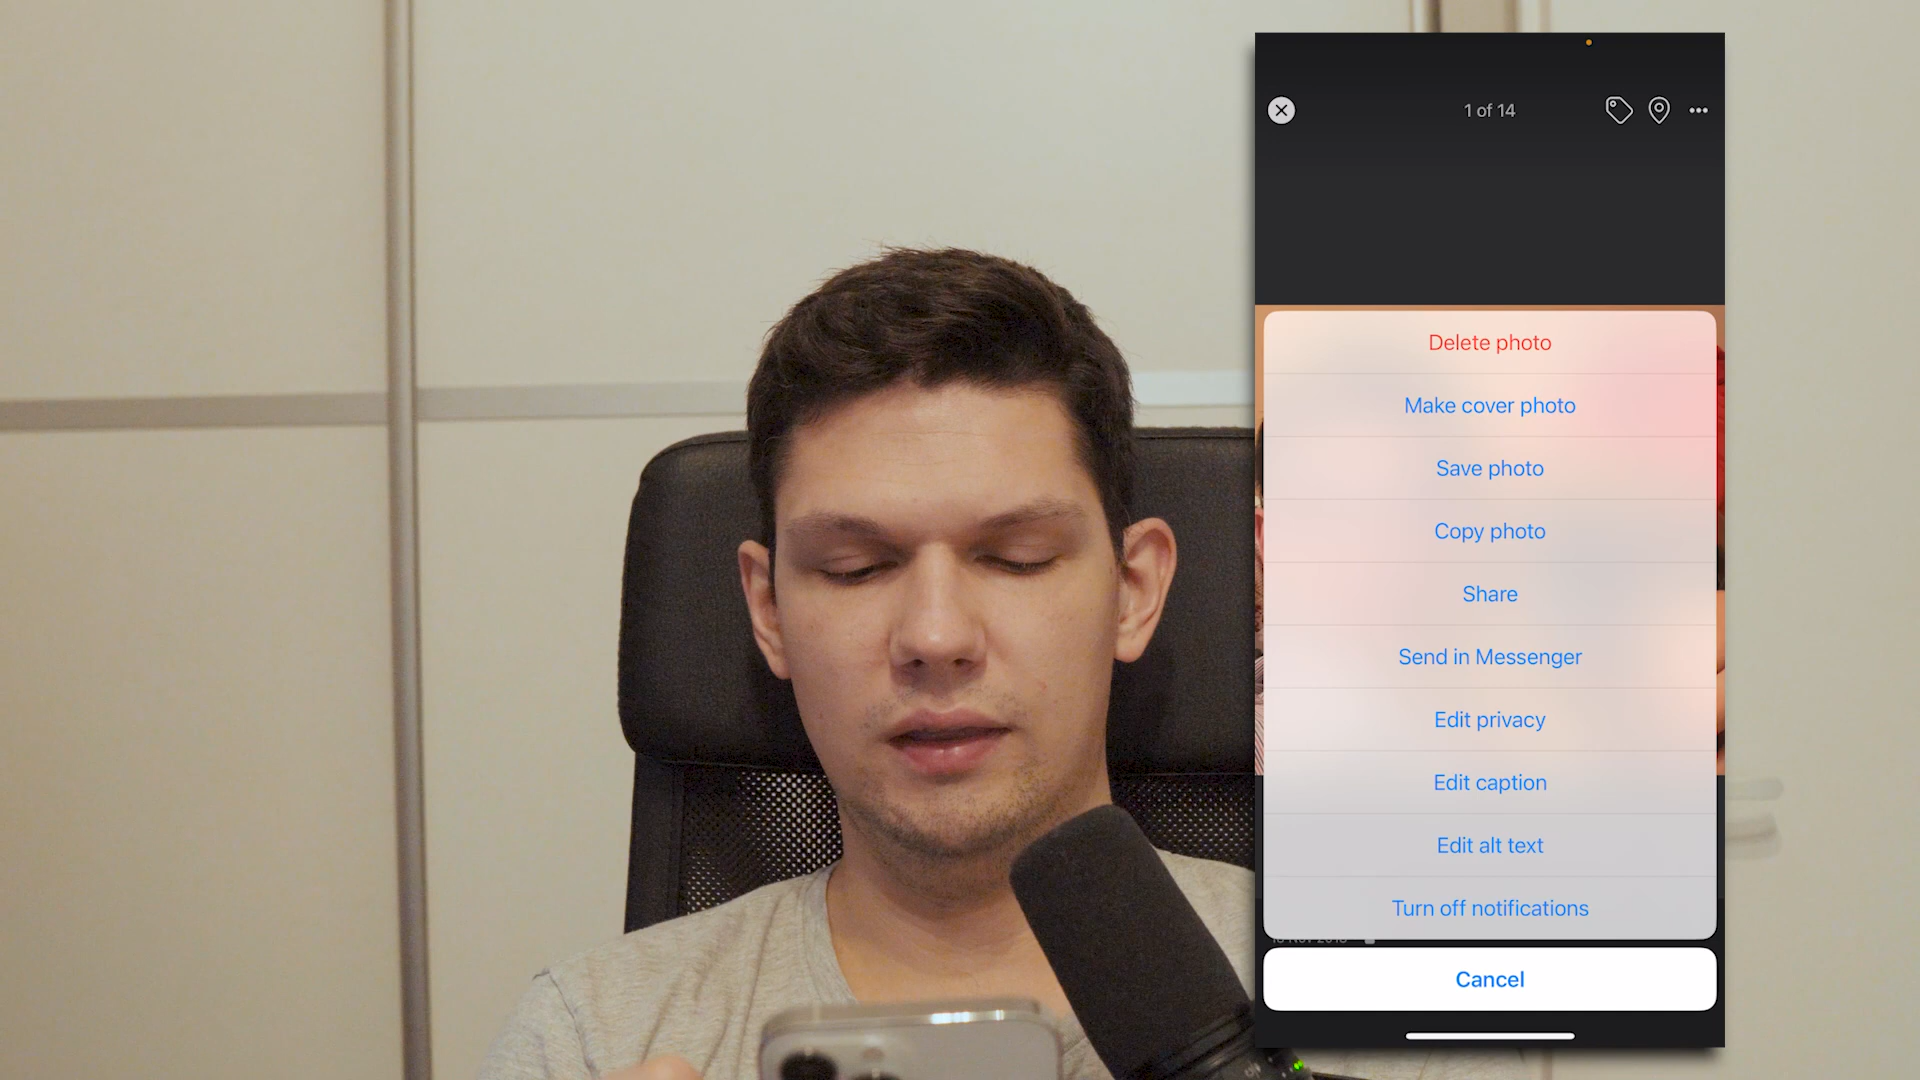 1 of 14
Delete photo
Make cover photo
Save photo
Copy photo
Share
Send in Messenger
Edit privacy
Edit caption
Edit alt text
Turn off notifications
Cancel